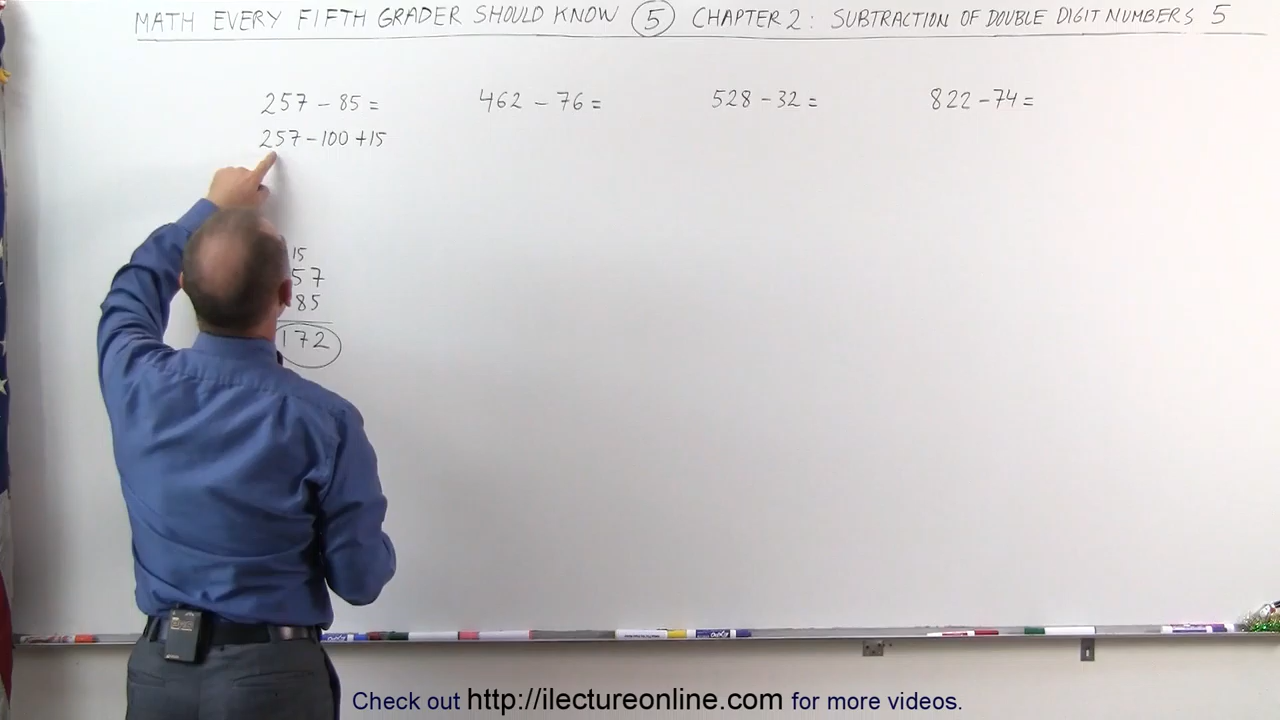 MATH EVERY FIFTH GRADER SHOULD KNOW 5 CHAPTER 2: SUBTRACTION OF DOUBLE DIGIT NUMBERS 5
257 - 85 = 462 - 76 = 528 - 32 = 822 - 74 =
257 - 100 + 15
15
57
85
172
Check out http://ilectureonline.com for more videos.